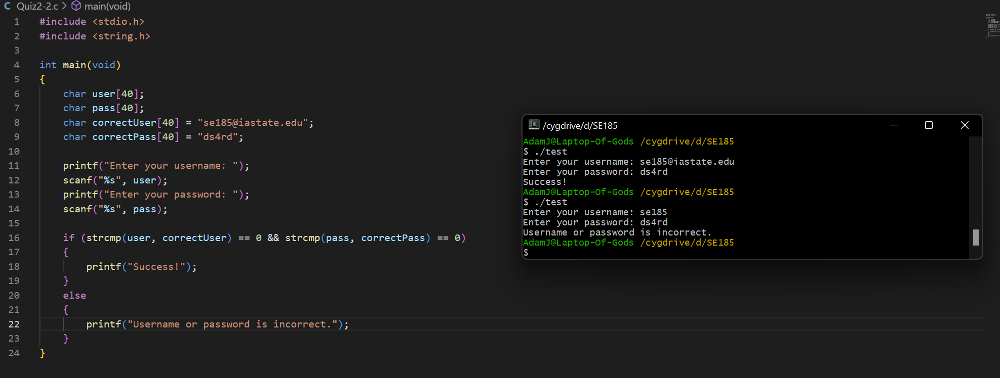 C Quiz2-2.c > main(void)
1 #include <stdio.h>
2 #include <string.h>
3
4 int main(void)
5 {
6     char user[40];
7     char pass[40];
8     char correctUser[40] = "se185@iastate.edu";
9     char correctPass[40] = "ds4rd";
10
11     printf("Enter your username: ");
12     scanf("%s", user);
13     printf("Enter your password: ");
14     scanf("%s", pass);
15
16     if (strcmp(user, correctUser) == 0 && strcmp(pass, correctPass) == 0)
17     {
18         printf("Success!");
19     }
20     else
21     {
22         printf("Username or password is incorrect.");
23     }
24 }
/cygdrive/d/SE185
AdamJ@Laptop-Of-Gods /cygdrive/d/SE185
$ ./test
Enter your username: se185@iastate.edu
Enter your password: ds4rd
Success!
AdamJ@Laptop-Of-Gods /cygdrive/d/SE185
$ ./test
Enter your username: se185
Enter your password: ds4rd
Username or password is incorrect.
AdamJ@Laptop-Of-Gods /cygdrive/d/SE185
$